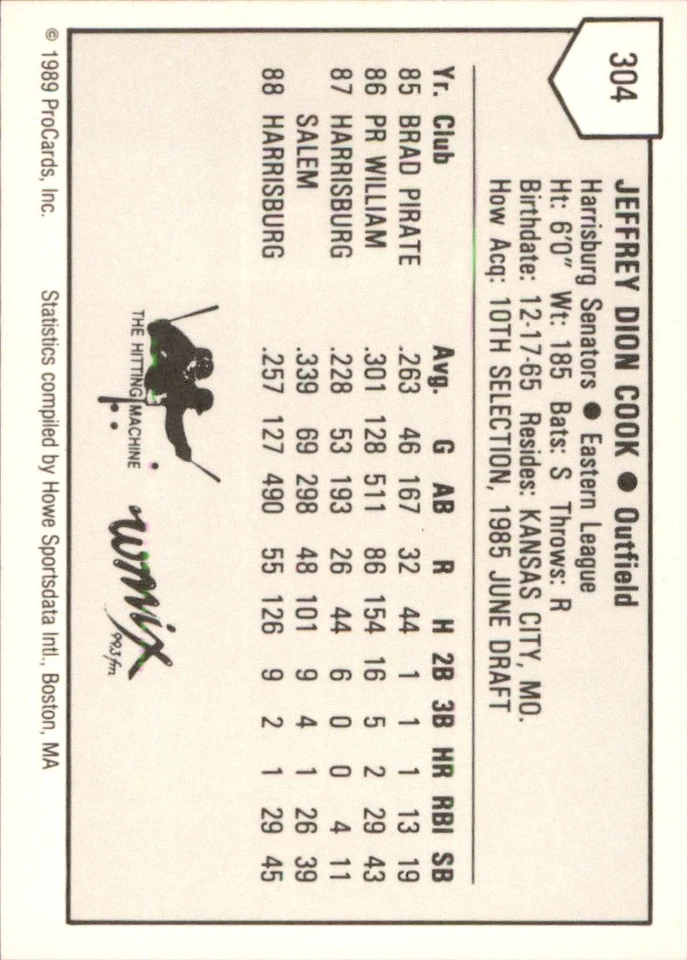 304
JEFFREY DION COOK ● Outfield
Harrisburg Senators ● Eastern League
Ht: 6'0" Wt: 185 Bats: S Throws: R
Birthdate: 12-17-65 Resides: KANSAS CITY, MO.
How Acq: 10TH SELECTION, 1985 JUNE DRAFT
Yr. Club Avg. G AB R H 2B 3B HR RBI SB
85 BRAD PIRATE .263 46 167 32 44 1 1 1 13 19
86 PR WILLIAM .301 128 511 86 154 16 5 2 29 43
87 HARRISBURG .228 53 193 26 44 6 0 0 4 11
SALEM .339 69 298 48 101 9 4 1 26 39
88 HARRISBURG .257 127 490 55 126 9 2 1 29 45
THE HITTING MACHINE
wmix
99.3 fm
© 1989 ProCards, Inc. Statistics compiled by Howe Sportsdata Intl., Boston, MA